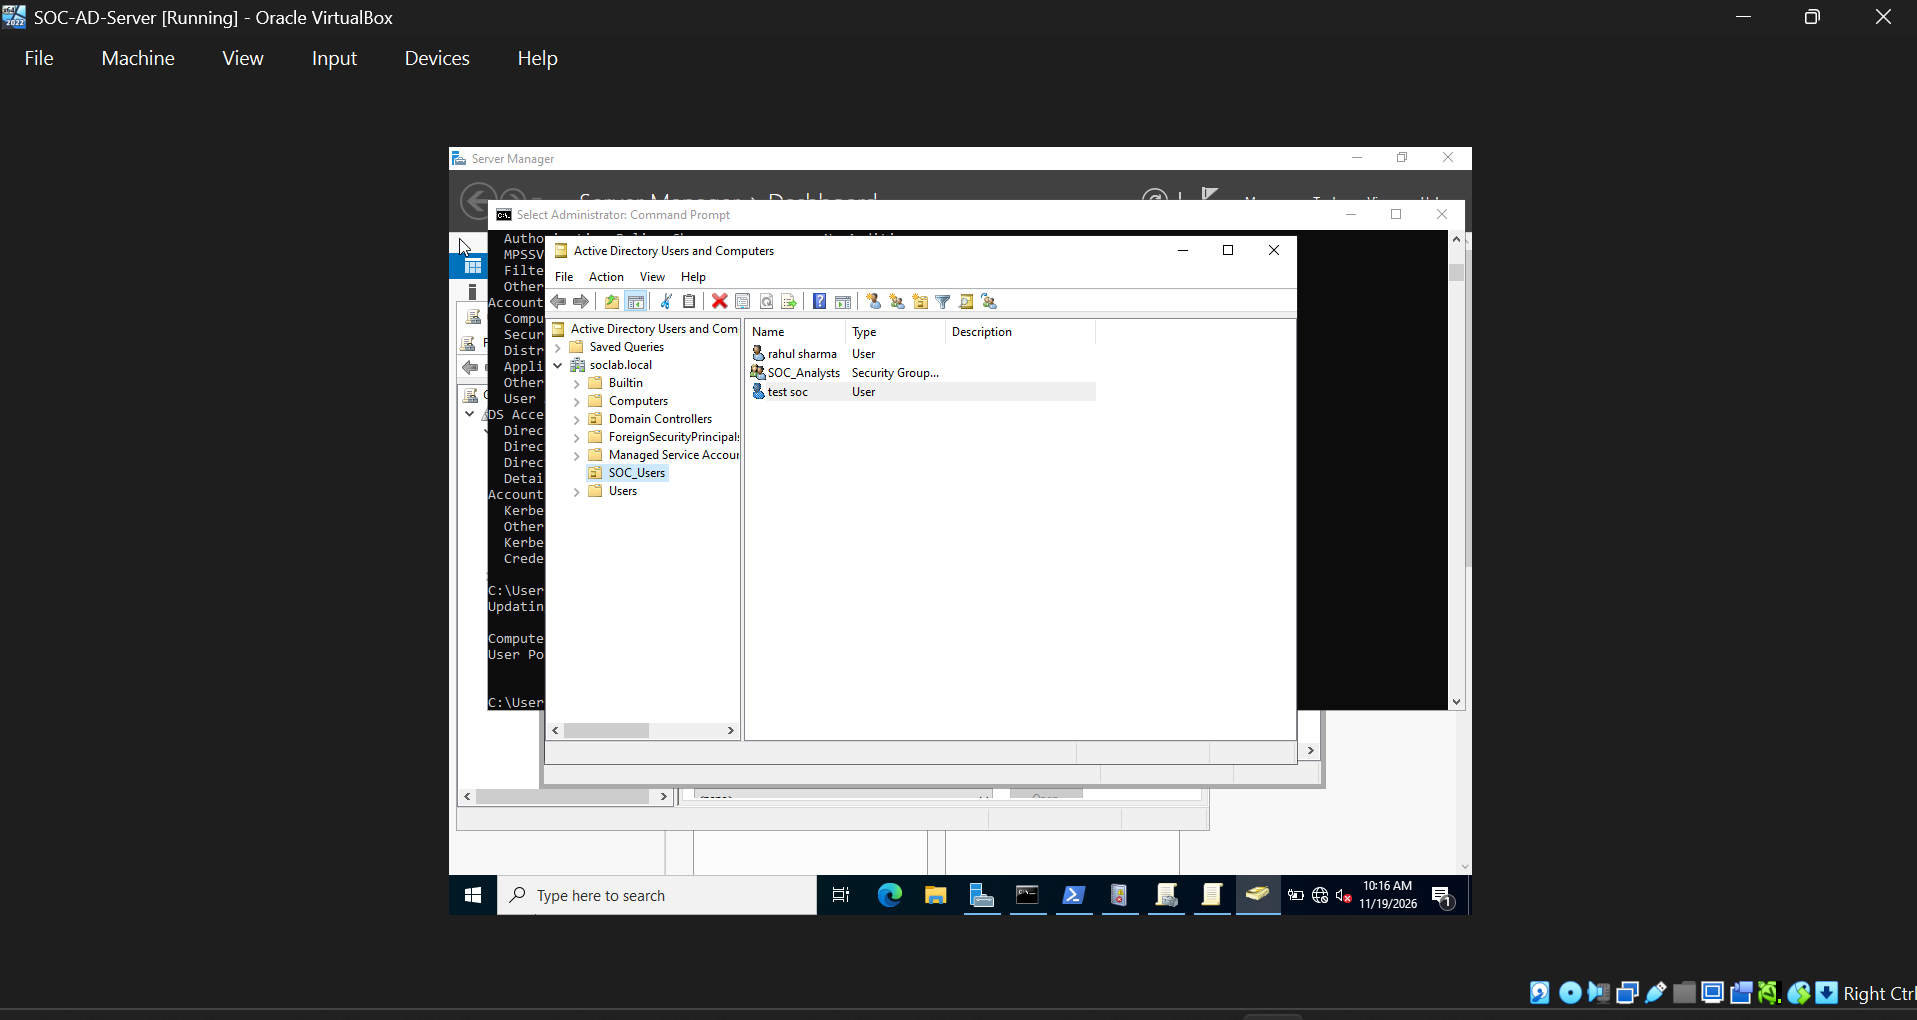 SOC-AD-Server [Running] - Oracle VirtualBox
File Machine View Input Devices Help
Server Manager
Select Administrator: Command Prompt
Active Directory Users and Computers
File Action View Help
Active Directory Users and Com
Saved Queries
soclab.local
Builtin
Computers
Domain Controllers
ForeignSecurityPrincipal
Managed Service Accou
SOC_Users
Users
Name Type Description
rahul sharma User
SOC_Analysts Security Group...
test soc User
Autho
MPSSV
Filte
Other
Account
Compu
Secur
Distr
Appli
Other
User
DS Acce
Direc
Direc
Direc
Detai
Account
Kerbe
Other
Kerbe
Crede
C:\User
Updatin
Compute
User Po
C:\User
Type here to search
10:16 AM
11/19/2026
1
Right Ctrl